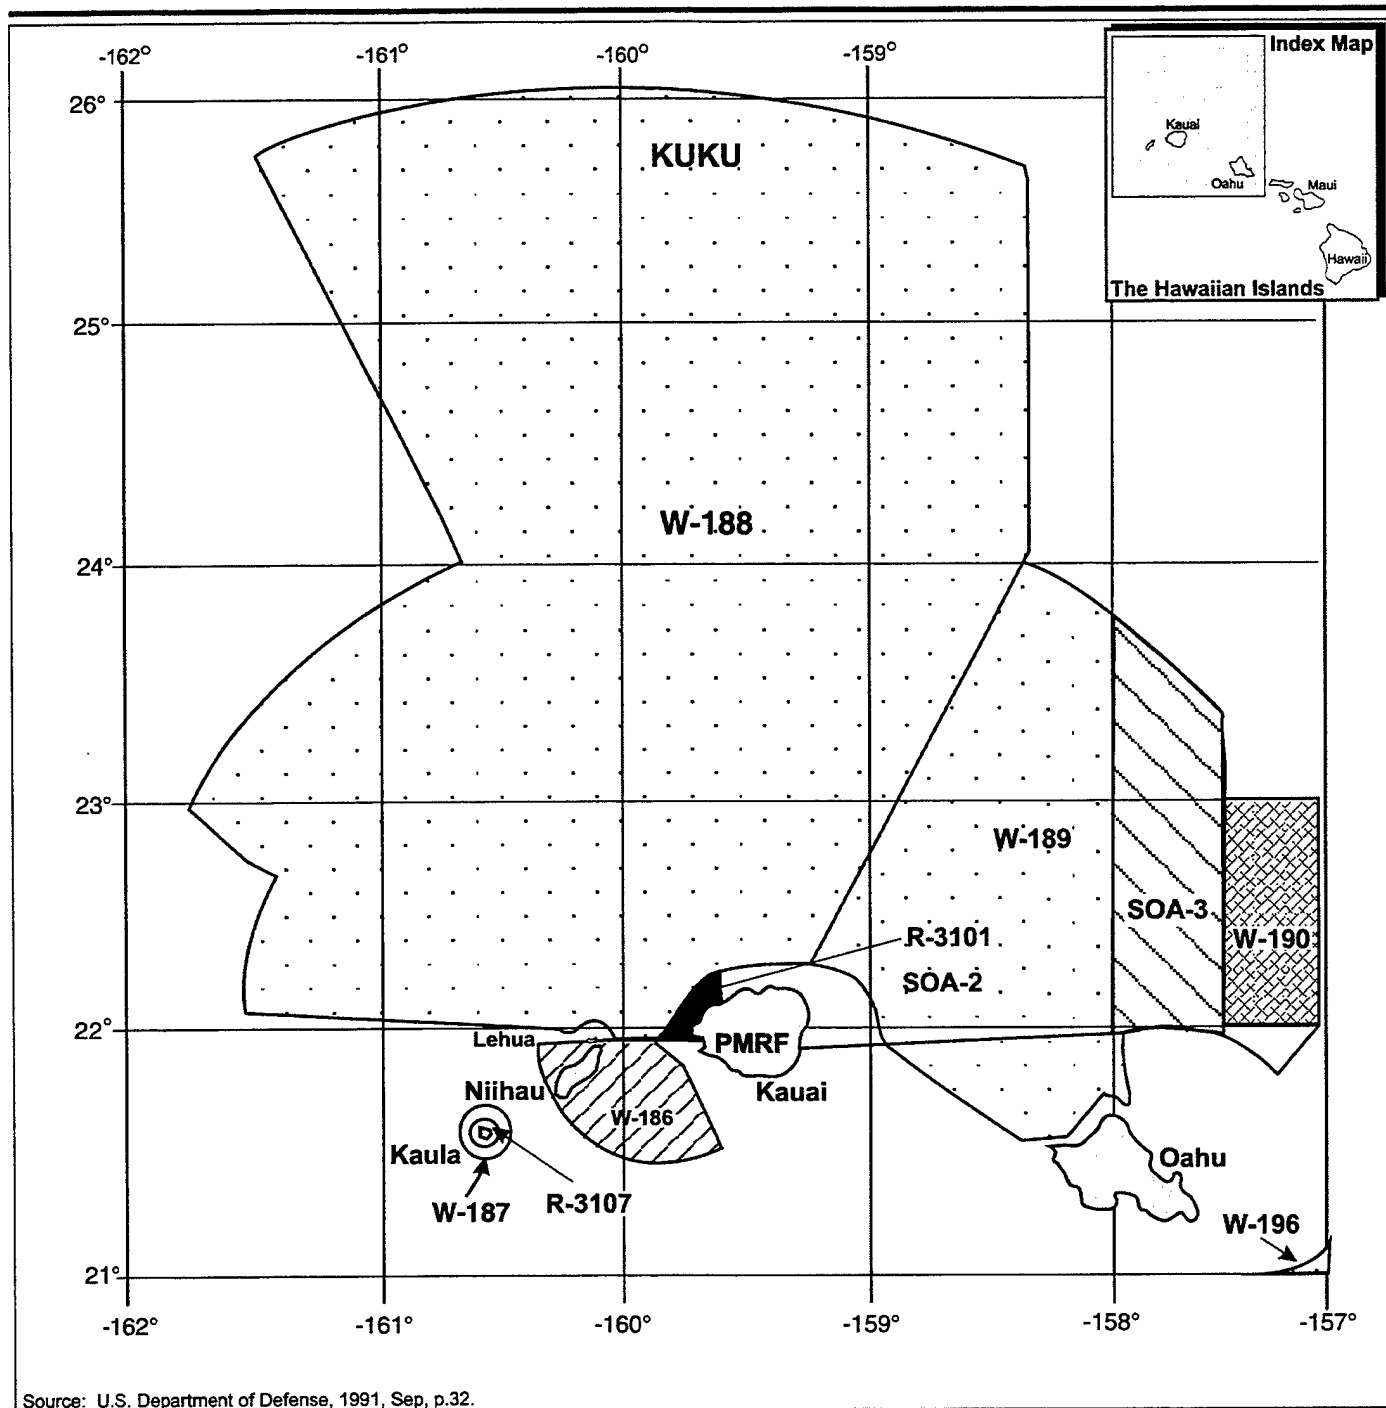 -162°
-161°
-160°
-159°
Index Map
Kauai
Oahu
Maui
Hawaii
The Hawaiian Islands
26°
KUKU
25°
W-188
24°
23°
W-189
SOA-3
R-3101
W-190
SOA-2
22°
Lehua
PMRF
Niihau
Kauai
W-186
Kaula
Oahu
R-3107
W-187
W-196
21°
-162°
-161°
-160°
-159°
-158°
-157°
Source: U.S. Department of Defense, 1991, Sep, p.32.